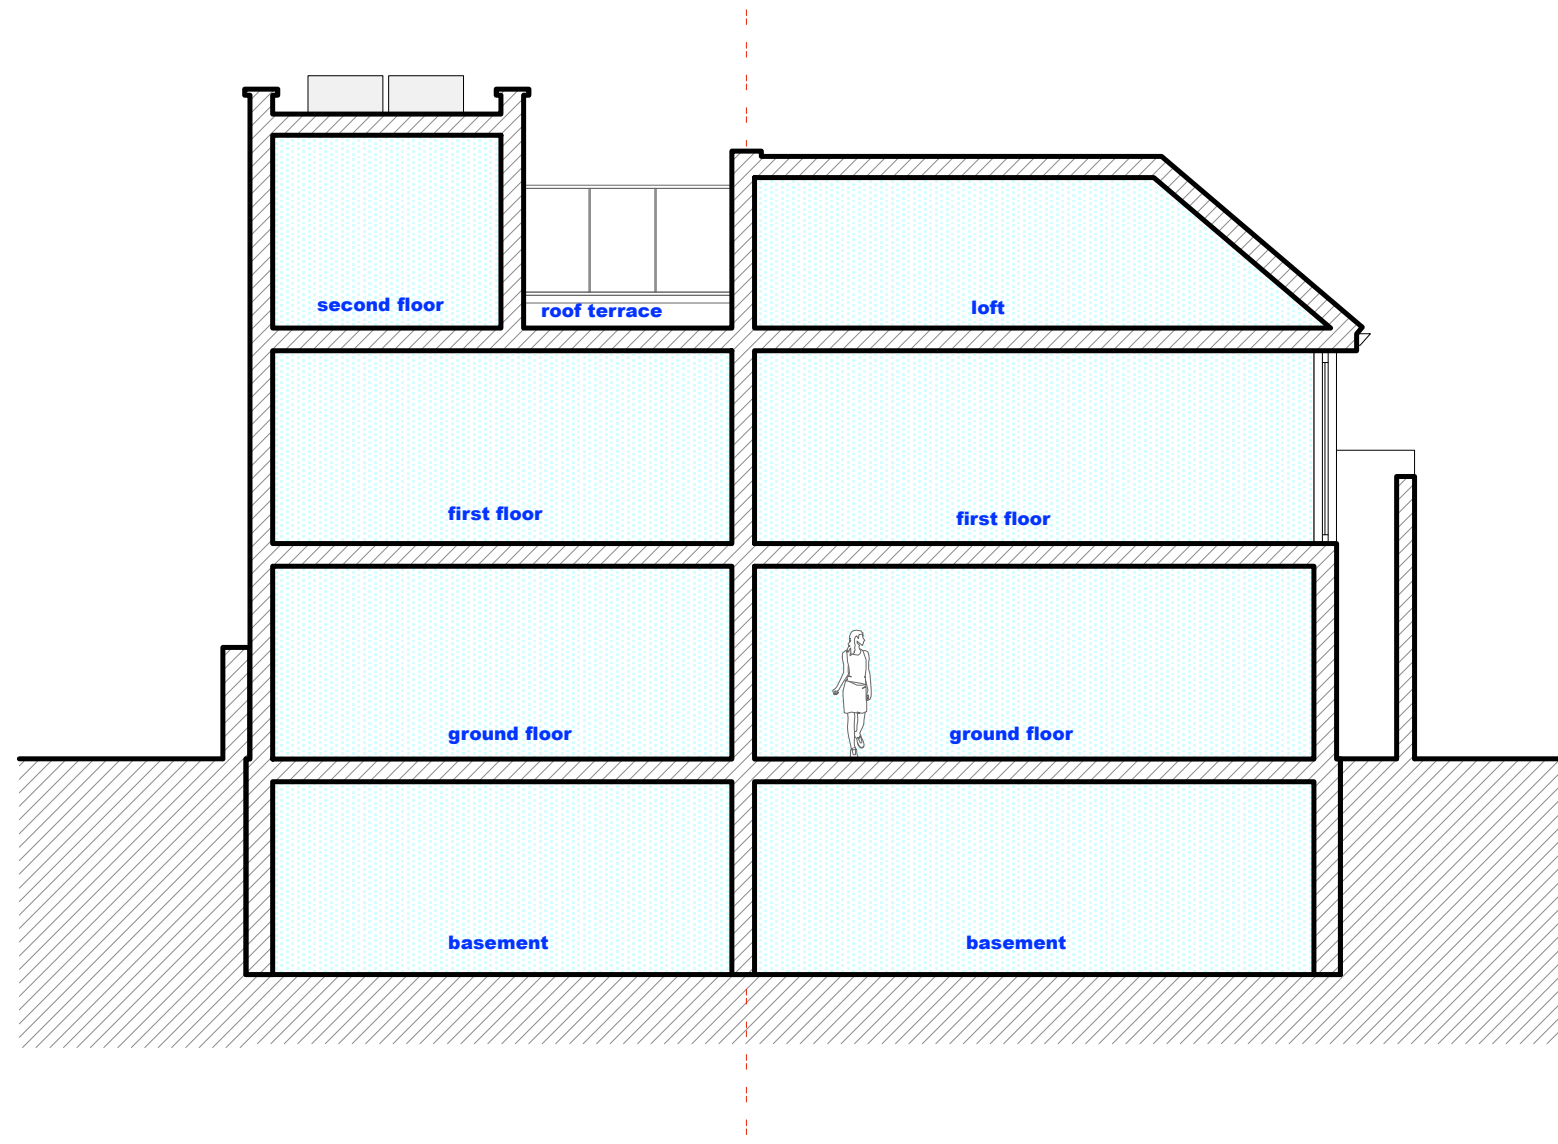 second floor
roof terrace
loft
first floor
first floor
ground floor
ground floor
basement
basement